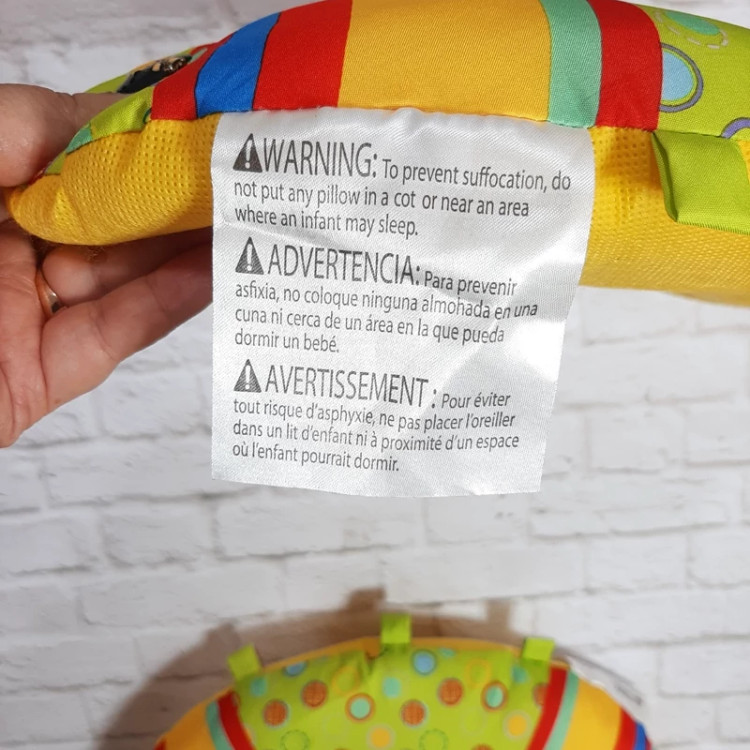 WARNING: To prevent suffocation, do
not put any pillow in a cot or near an area
where an infant may sleep.
ADVERTENCIA: Para prevenir
asfixia, no coloque ninguna almohada en una
cuna ni cerca de un área en la que pueda
dormir un bebé.
AVERTISSEMENT : Pour éviter
tout risque d'asphyxie, ne pas placer l'oreiller
dans un lit d'enfant ni à proximité d'un espace
où l'enfant pourrait dormir.